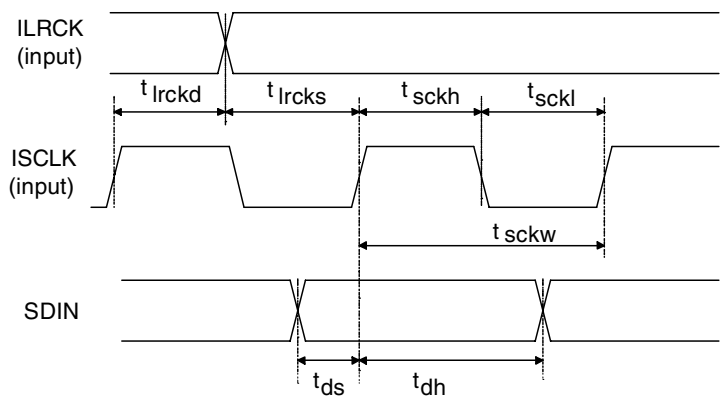 ILRCK
(input)
t lrckd
t lrcks
t sckh
t sckl
ISCLK
(input)
t sckw
SDIN
t ds
t dh